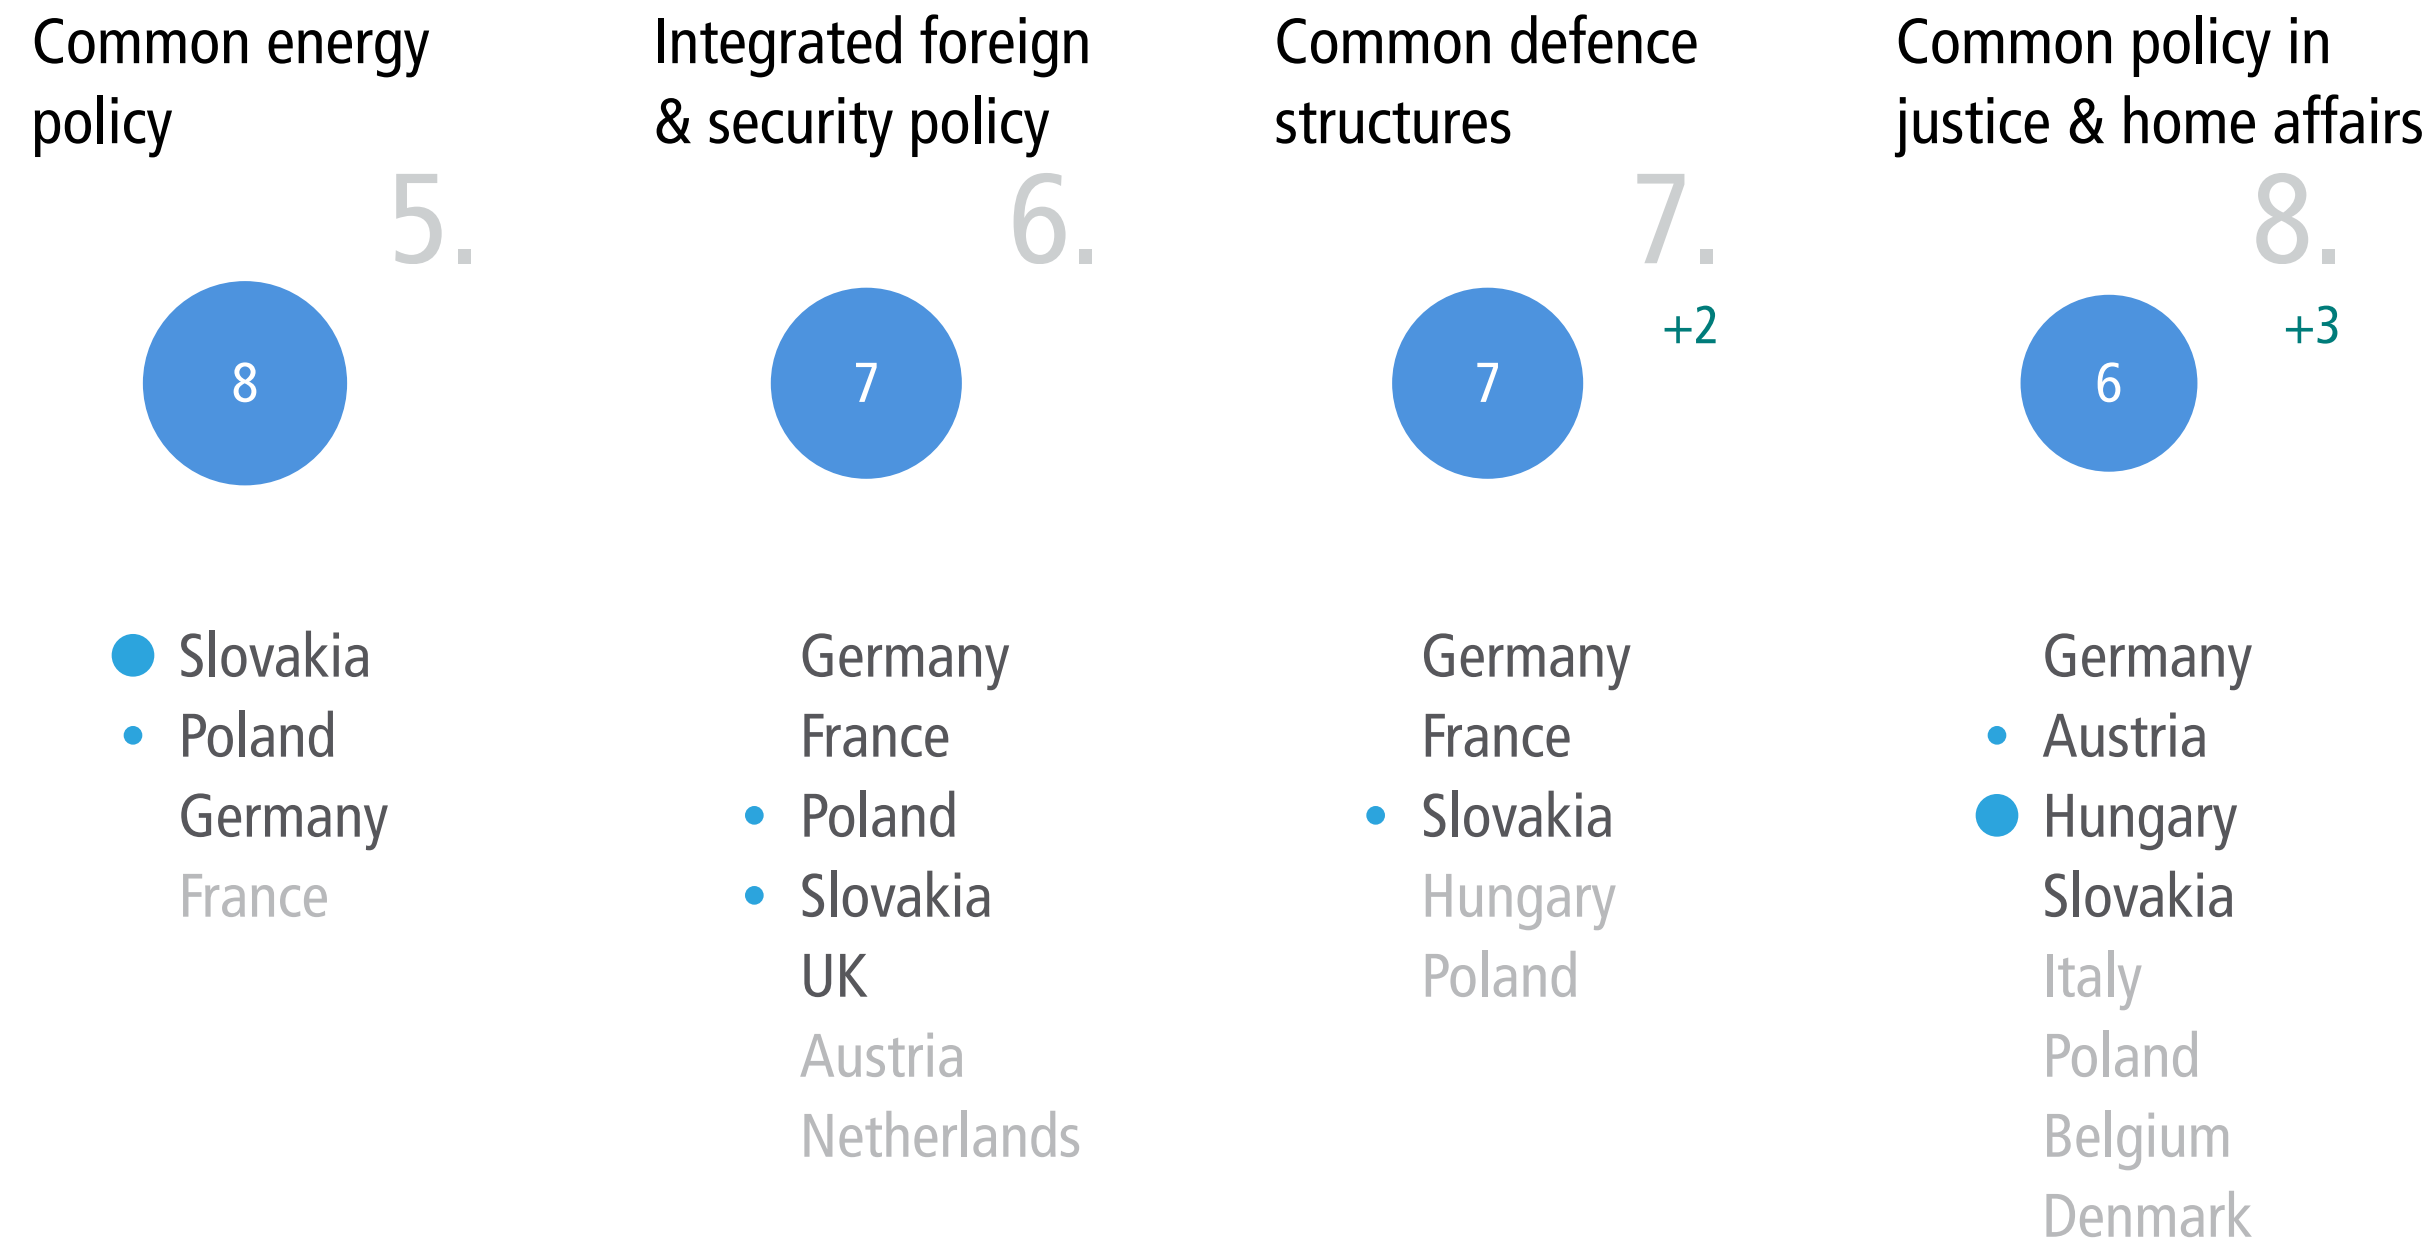 Common energy
policy
5.
8
Slovakia
Poland
Germany
France
Integrated foreign
& security policy
6.
7
Germany
France
Poland
Slovakia
UK
Austria
Netherlands
Common defence
structures
7.
+2
7
Germany
France
Slovakia
Hungary
Poland
Common policy in
justice & home affairs
8.
+3
6
Germany
Austria
Hungary
Slovakia
Italy
Poland
Belgium
Denmark